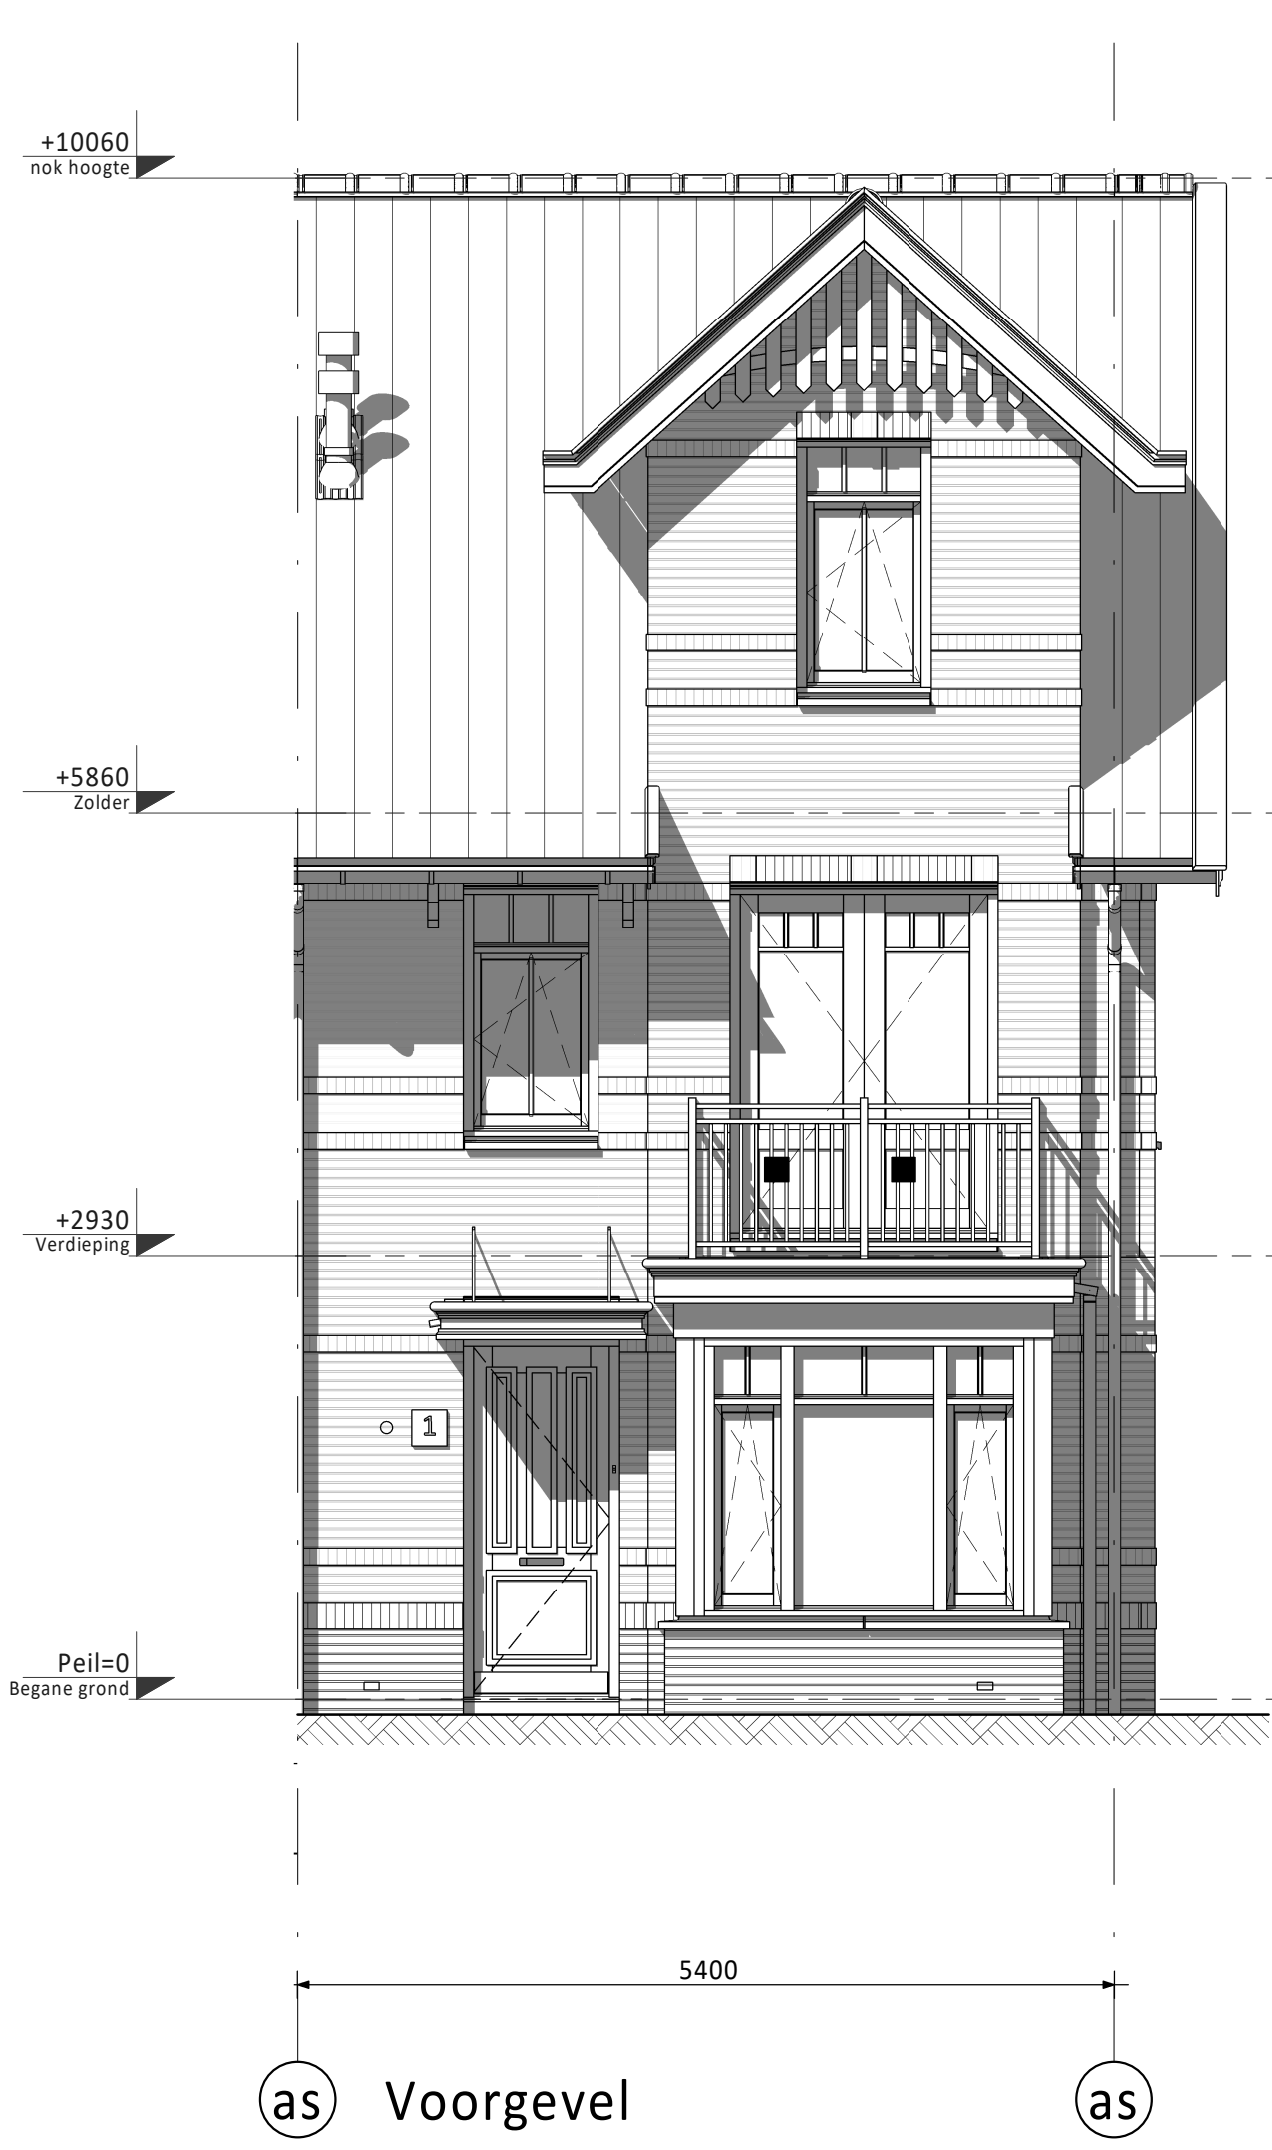 +10060
nok hoogte
+5860
Zolder
+2930
Verdieping
1
Peil=0
Begane grond
5400
as Voorgevel as